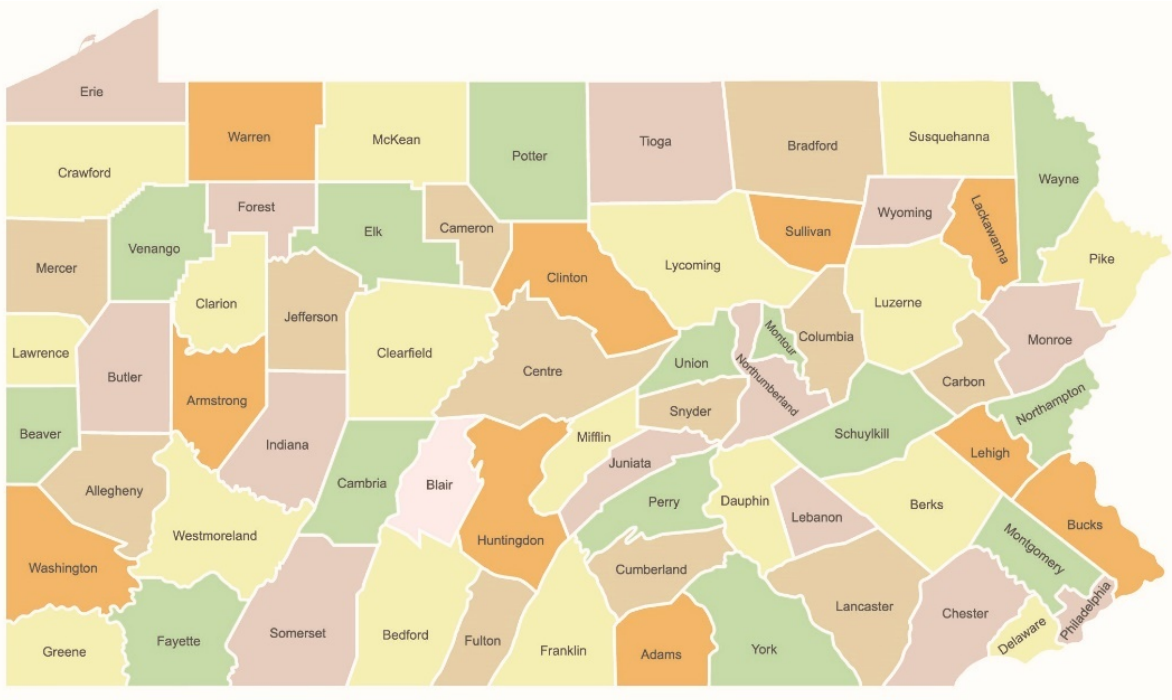 Erie
Warren
McKean
Potter
Tioga
Bradford
Susquehanna
Wayne
Crawford
Forest
Elk
Cameron
Wyoming
Lackawanna
Venango
Sullivan
Pike
Mercer
Clinton
Lycoming
Clarion
Luzerne
Jefferson
Lawrence
Clearfield
Montour
Columbia
Monroe
Butler
Centre
Union
Northumberland
Carbon
Armstrong
Snyder
Northampton
Beaver
Mifflin
Schuylkill
Indiana
Lehigh
Juniata
Allegheny
Cambria
Blair
Perry
Dauphin
Lebanon
Berks
Westmoreland
Huntingdon
Bucks
Montgomery
Washington
Cumberland
Lancaster
Chester
Philadelphia
Greene
Fayette
Somerset
Bedford
Fulton
Franklin
Adams
York
Delaware